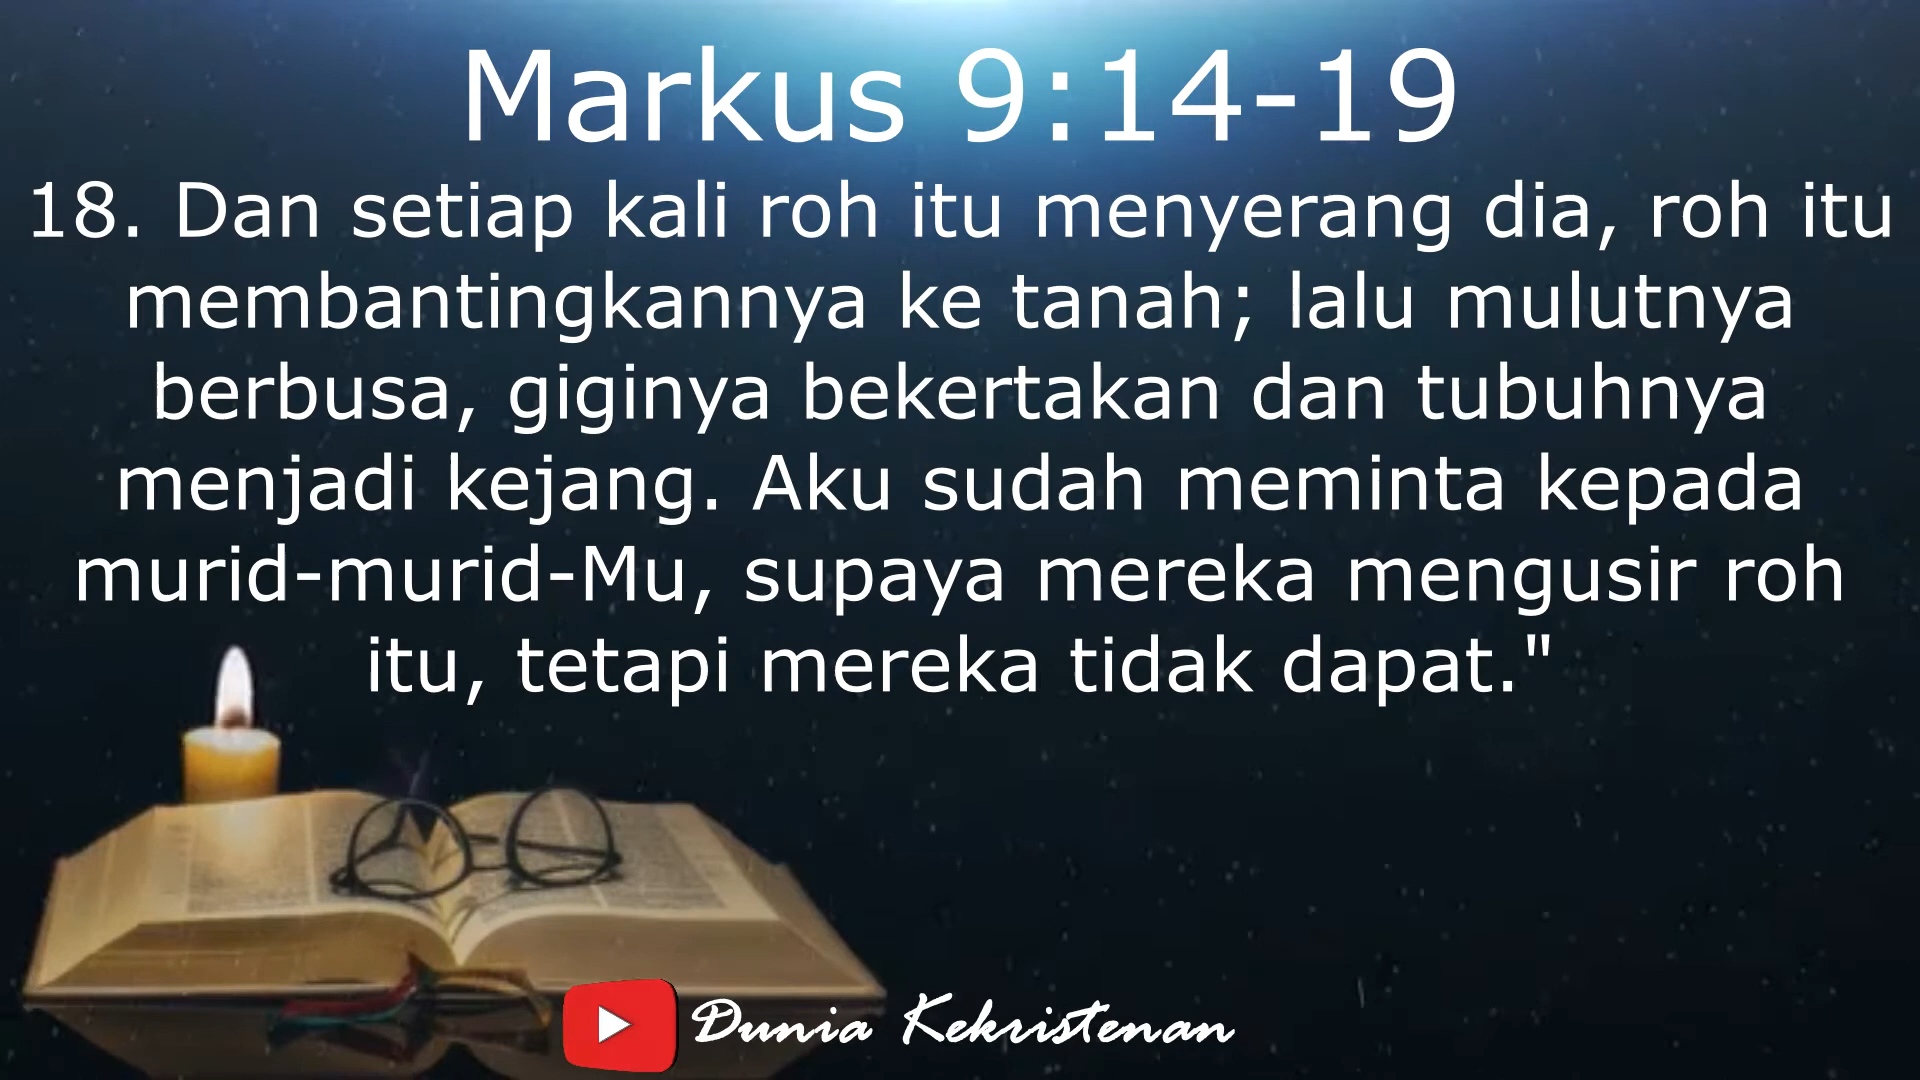 Markus 9:14-19
18. Dan setiap kali roh itu menyerang dia, roh itu
membantingkannya ke tanah; lalu mulutnya
berbusa, giginya bekertakan dan tubuhnya
menjadi kejang. Aku sudah meminta kepada
murid-murid-Mu, supaya mereka mengusir roh
itu, tetapi mereka tidak dapat."
Dunia Kekristenan